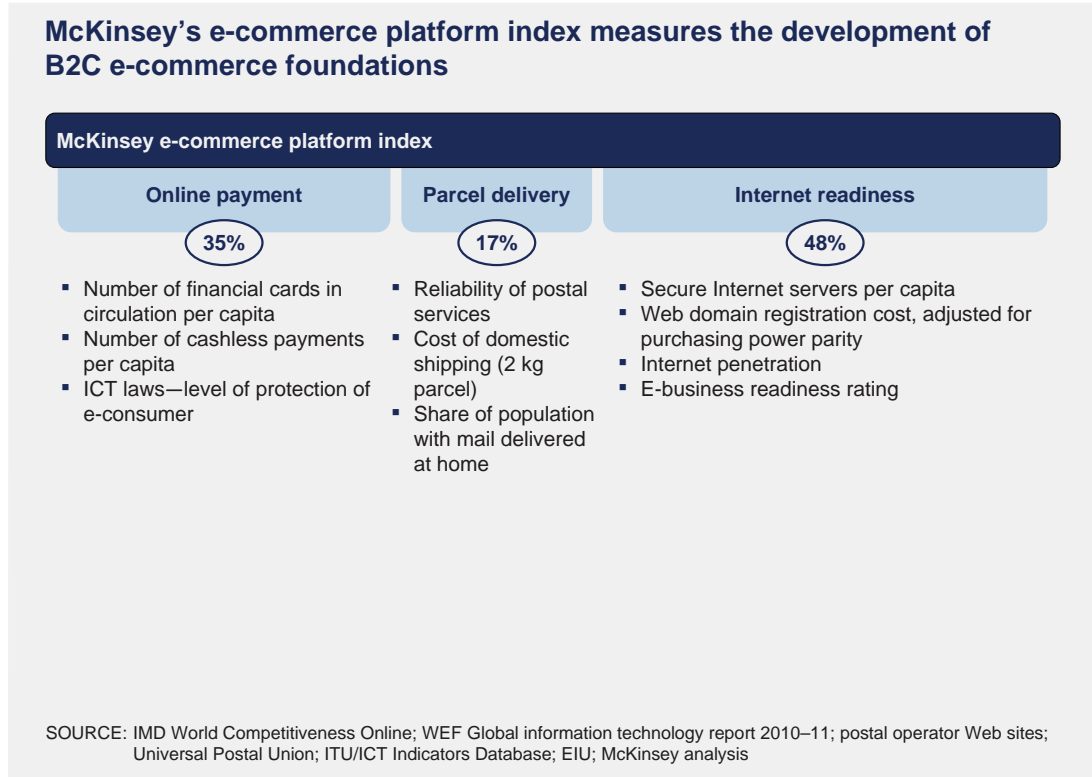 McKinsey’s e-commerce platform index measures the development of
B2C e-commerce foundations
McKinsey e-commerce platform index
Online payment
35%
▪ Number of financial cards in
circulation per capita
▪ Number of cashless payments
per capita
▪ ICT laws—level of protection of
e-consumer
Parcel delivery
17%
▪ Reliability of postal
services
▪ Cost of domestic
shipping (2 kg
parcel)
▪ Share of population
with mail delivered
at home
Internet readiness
48%
▪ Secure Internet servers per capita
▪ Web domain registration cost, adjusted for
purchasing power parity
▪ Internet penetration
▪ E-business readiness rating
SOURCE: IMD World Competitiveness Online; WEF Global information technology report 2010–11; postal operator Web sites;
Universal Postal Union; ITU/ICT Indicators Database; EIU; McKinsey analysis